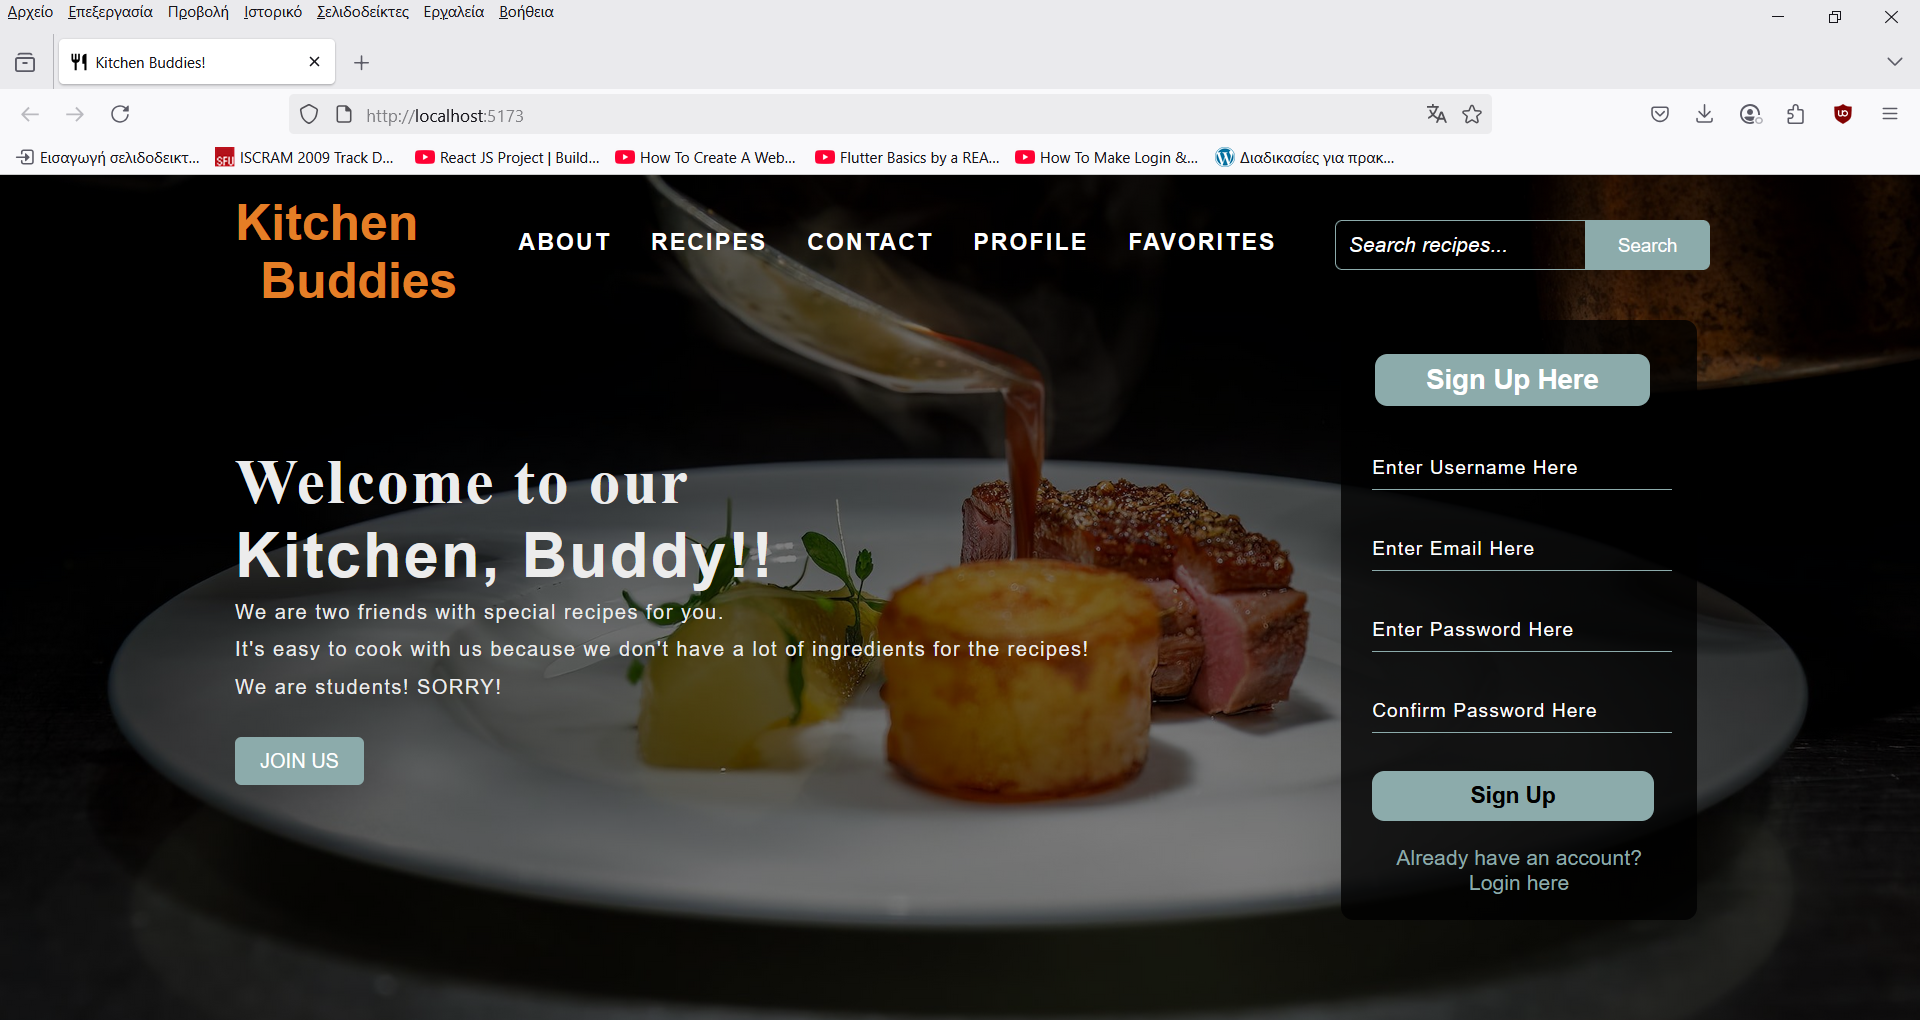 Αρχείο Επεξεργασία Προβολή Ιστορικό Σελιδοδείκτες Εργαλεία Βοήθεια
Kitchen Buddies!
http://localhost:5173
Εισαγωγή σελιδοδεικτ... SFU ISCRAM 2009 Track D... React JS Project | Build... How To Create A Web... Flutter Basics by a REA... How To Make Login &... Διαδικασίες για πρακ...
Kitchen
Buddies
ABOUT RECIPES CONTACT PROFILE FAVORITES
Search recipes... Search
Sign Up Here
Enter Username Here
Enter Email Here
Enter Password Here
Confirm Password Here
Sign Up
Already have an account?
Login here
Welcome to our
Kitchen, Buddy!!
We are two friends with special recipes for you.
It's easy to cook with us because we don't have a lot of ingredients for the recipes!
We are students! SORRY!
JOIN US